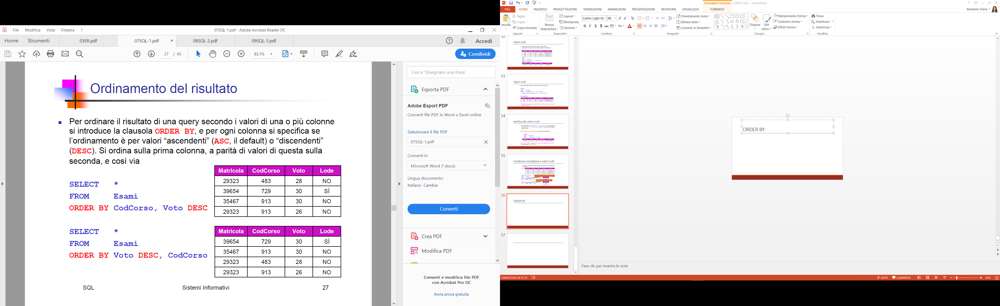 File Modifica Vista Finestra ?
07SQL-1.pdf - Adobe Acrobat Reader DC
Home Strumenti 03ER.pdf 07SQL-1.pdf × 08SQL-2.pdf 09SQL-3.pdf Accedi
27 / 43 83,1% Condividi
Ordinamento del risultato
Per ordinare il risultato di una query secondo i valori di una o più colonne
si introduce la clausola ORDER BY, e per ogni colonna si specifica se
l'ordinamento è per valori “ascendenti” (ASC, il default) o “discendenti”
(DESC). Si ordina sulla prima colonna, a parità di valori di questa sulla
seconda, e così via
SELECT *
FROM Esami
ORDER BY CodCorso, Voto DESC
Matricola CodCorso Voto Lode
29323 483 28 NO
39654 729 30 SÌ
35467 913 30 NO
29323 913 26 NO
SELECT *
FROM Esami
ORDER BY Voto DESC, CodCorso
Matricola CodCorso Voto Lode
39654 729 30 SÌ
35467 913 30 NO
29323 483 28 NO
29323 913 26 NO
SQL Sistemi Informativi 27
Cerca 'Disegnare una linea'
Esporta PDF
Adobe Export PDF
Converti file PDF in Word o Excel online
Selezionare il file PDF
07SQL-1.pdf
Converti in
Microsoft Word (*.docx)
Lingua documento:
Italiano Cambia
Converti
Crea PDF
Modifica PDF
Converti e modifica file PDF
con Acrobat Pro DC
Avvia prova gratuita
STRUMENTI DISEGNO CORSO SQL - PowerPoint
FILE HOME INSERISCI PROGETTAZIONE TRANSIZIONI ANIMAZIONI PRESENTAZIONE REVISIONE VISUALIZZA FORMATO Bonanno Daria
Incolla
Taglia
Copia
Copia formato
Appunti
Nuova
diapositiva
Layout
Reimposta
Sezione
Diapositive
Calibri Light (In 48
G C S S abc AV Aa A
Carattere
Orientamento testo
Allinea testo
Converti in SmartArt
Paragrafo
Disponi
Stili
veloci
Riempimento forma
Contorno forma
Effetti forma
Disegno
Trova
Sostituisci
Seleziona
Modifica
52
Valori nulli
53
Valori nulli
54
Verifica dei valori nulli
55
Condizioni complesse e valori nulli
56
ORDER BY
57
ORDER BY
Fare clic per inserire le note
DIAPOSITIVA 56 DI 57 NOTE COMMENTI 33%